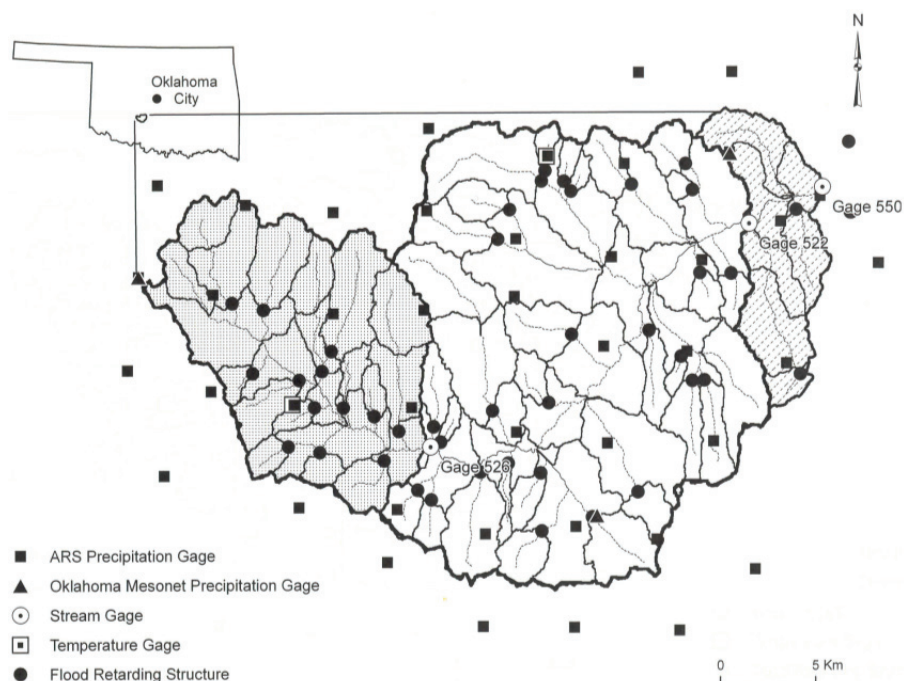 N
Oklahoma
City
Gage 550
Gage 522
Gage 526
ARS Precipitation Gage
Oklahoma Mesonet Precipitation Gage
Stream Gage
Temperature Gage
Flood Retarding Structure
0 5 Km